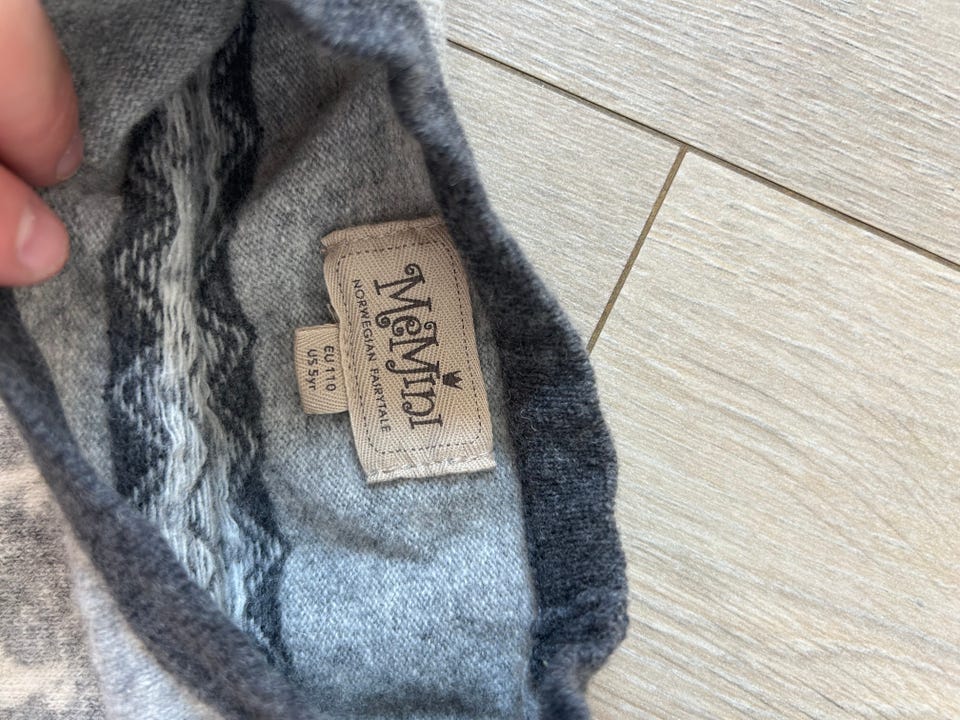 MeMini
NORWEGIAN FAIRYTALE
EU 110
US 5yr